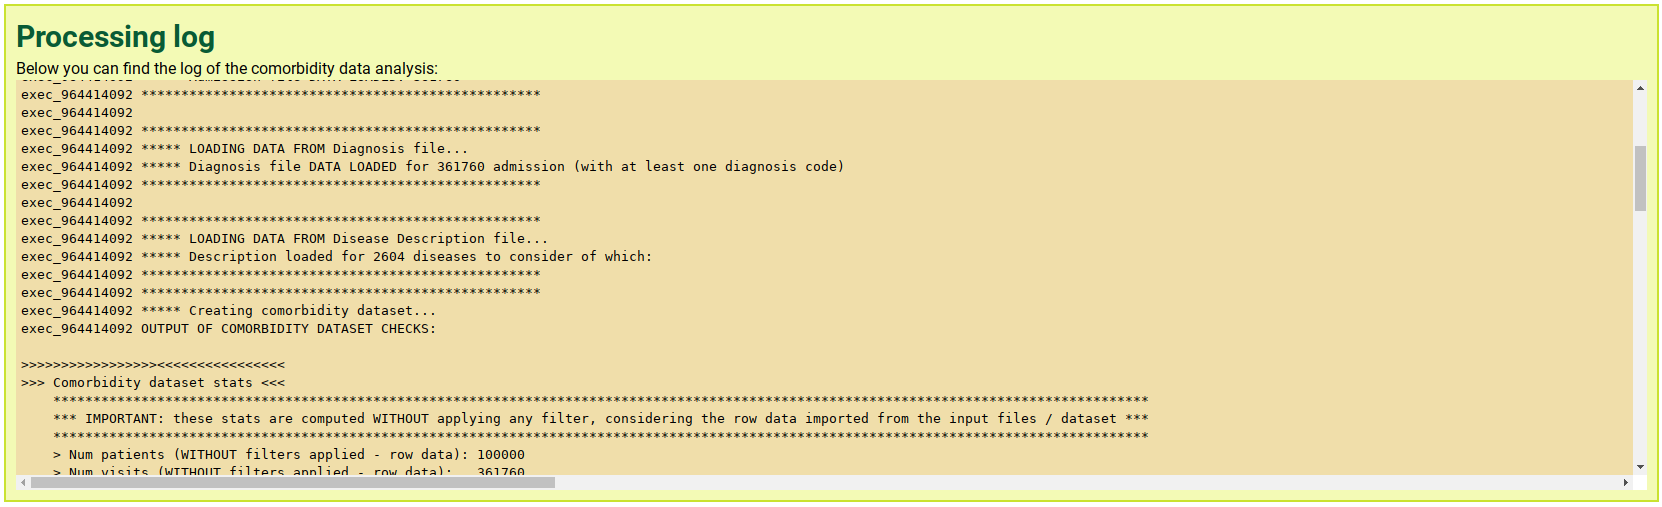 Processing log
Below you can find the log of the comorbidity data analysis:
exec_964414092 **************************************************
exec_964414092
exec_964414092 **************************************************
exec_964414092 ***** LOADING DATA FROM Diagnosis file...
exec_964414092 ***** Diagnosis file DATA LOADED for 361760 admission (with at least one diagnosis code)
exec_964414092 **************************************************
exec_964414092
exec_964414092 **************************************************
exec_964414092 ***** LOADING DATA FROM Disease Description file...
exec_964414092 ***** Description loaded for 2604 diseases to consider of which:
exec_964414092 **************************************************
exec_964414092 **************************************************
exec_964414092 ***** Creating comorbidity dataset...
exec_964414092 OUTPUT OF COMORBIDITY DATASET CHECKS:
>>>>>>>>>>>>>>>>><<<<<<<<<<<<<<<<
>>> Comorbidity dataset stats <<<
*****************************************************************************************************************************************
*** IMPORTANT: these stats are computed WITHOUT applying any filter, considering the row data imported from the input files / dataset ***
*****************************************************************************************************************************************
> Num patients (WITHOUT filters applied - row data): 100000
> Num visits (WITHOUT filters applied - row data): 361760